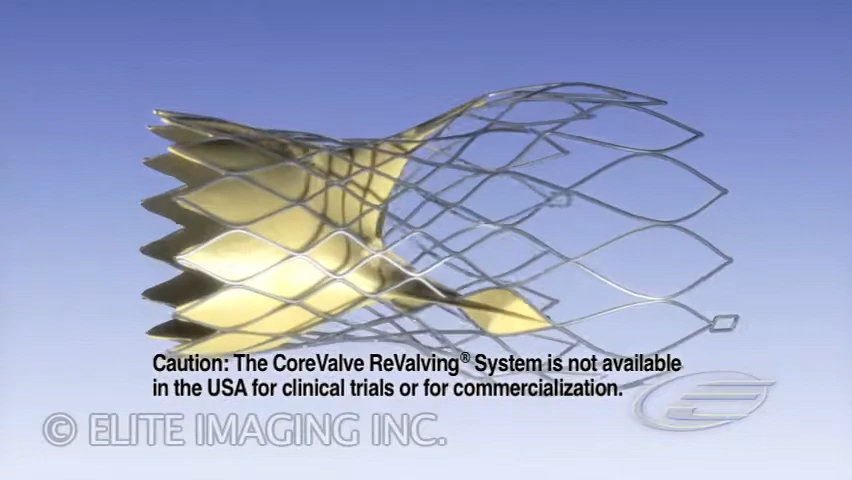 Caution: The CoreValve ReValving® System is not available
in the USA for clinical trials or for commercialization.
© ELITE IMAGING INC.